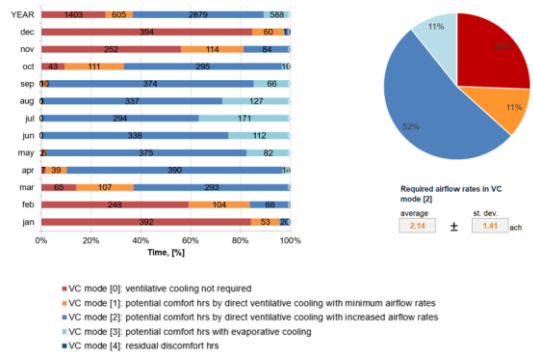 YEAR 1403 605 2879 588
dec 394 60
nov 252 114 84
oct 43 111 295 10
sep 374 66
aug 337 127
jul 294 171
jun 338 112
may 375 82
apr 7 39 390
mar 65 107 293
feb 248 104 68
jan 392 53 20
0% 20% 40% 60% 80% 100%
Time, [%]
11%
11%
52%
Required airflow rates in VC
mode [2]
average st. dev.
2.14 ± 1.41 ach
VC mode [0]: ventilative cooling not required
VC mode [1]: potential comfort hrs by direct ventilative cooling with minimum airflow rates
VC mode [2]: potential comfort hrs by direct ventilative cooling with increased airflow rates
VC mode [3]: potential comfort hrs with evaporative cooling
VC mode [4]: residual discomfort hrs